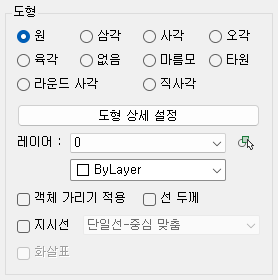 도형
원 삼각 사각 오각
육각 없음 마름모 타원
라운드 사각 직사각
도형 상세 설정
레이어 : 0
ByLayer
객체 가리기 적용 선 두께
지시선 단일선-중심 맞춤
화살표